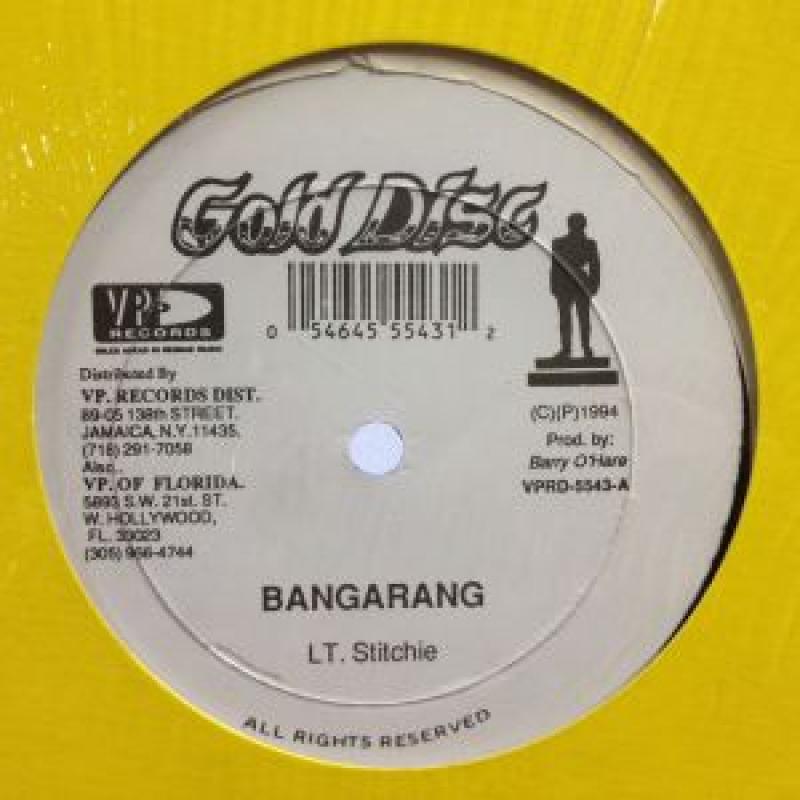 Gold Disc
VP
RECORDS
0 54645 55431 2
Distributed By
VP. RECORDS DIST.
89-05 138th STREET.
JAMAICA, N.Y. 11435.
(718) 291-7058
Also..
VP. OF FLORIDA.
5893 S.W. 21st. ST.
W. HOLLYWOOD,
FL. 33023
(305) 966-4744
(C)(P)1994
Prod. by:
Barry O'Hare
VPRD-5543-A
BANGARANG
LT. Stitchie
ALL RIGHTS RESERVED